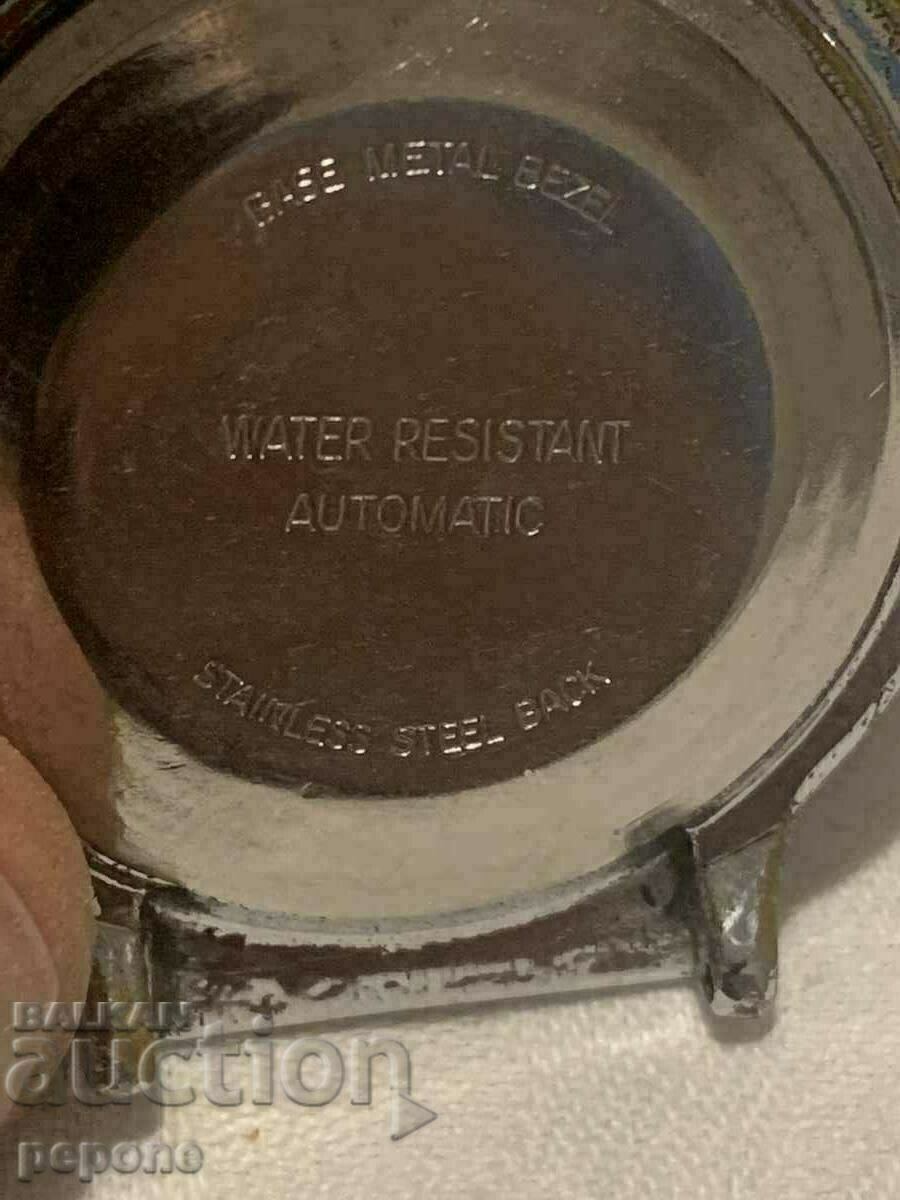 BASE METAL BEZEL
WATER RESISTANT
AUTOMATIC
STAINLESS STEEL BACK
BALKAN
auction
pepone